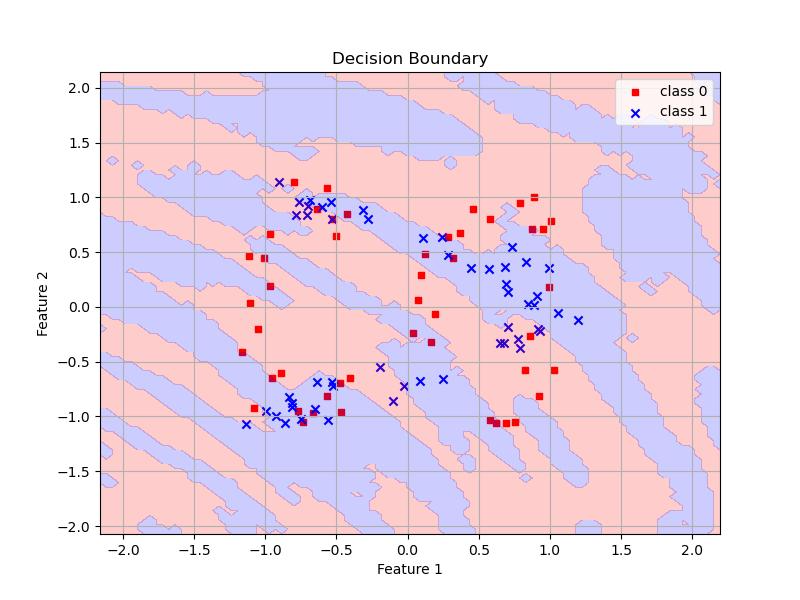 Decision Boundary
class 0
class 1
2.0
1.5
1.0
0.5
0.0
−0.5
−1.0
−1.5
−2.0
Feature 2
−2.0 −1.5 −1.0 −0.5 0.0 0.5 1.0 1.5 2.0
Feature 1